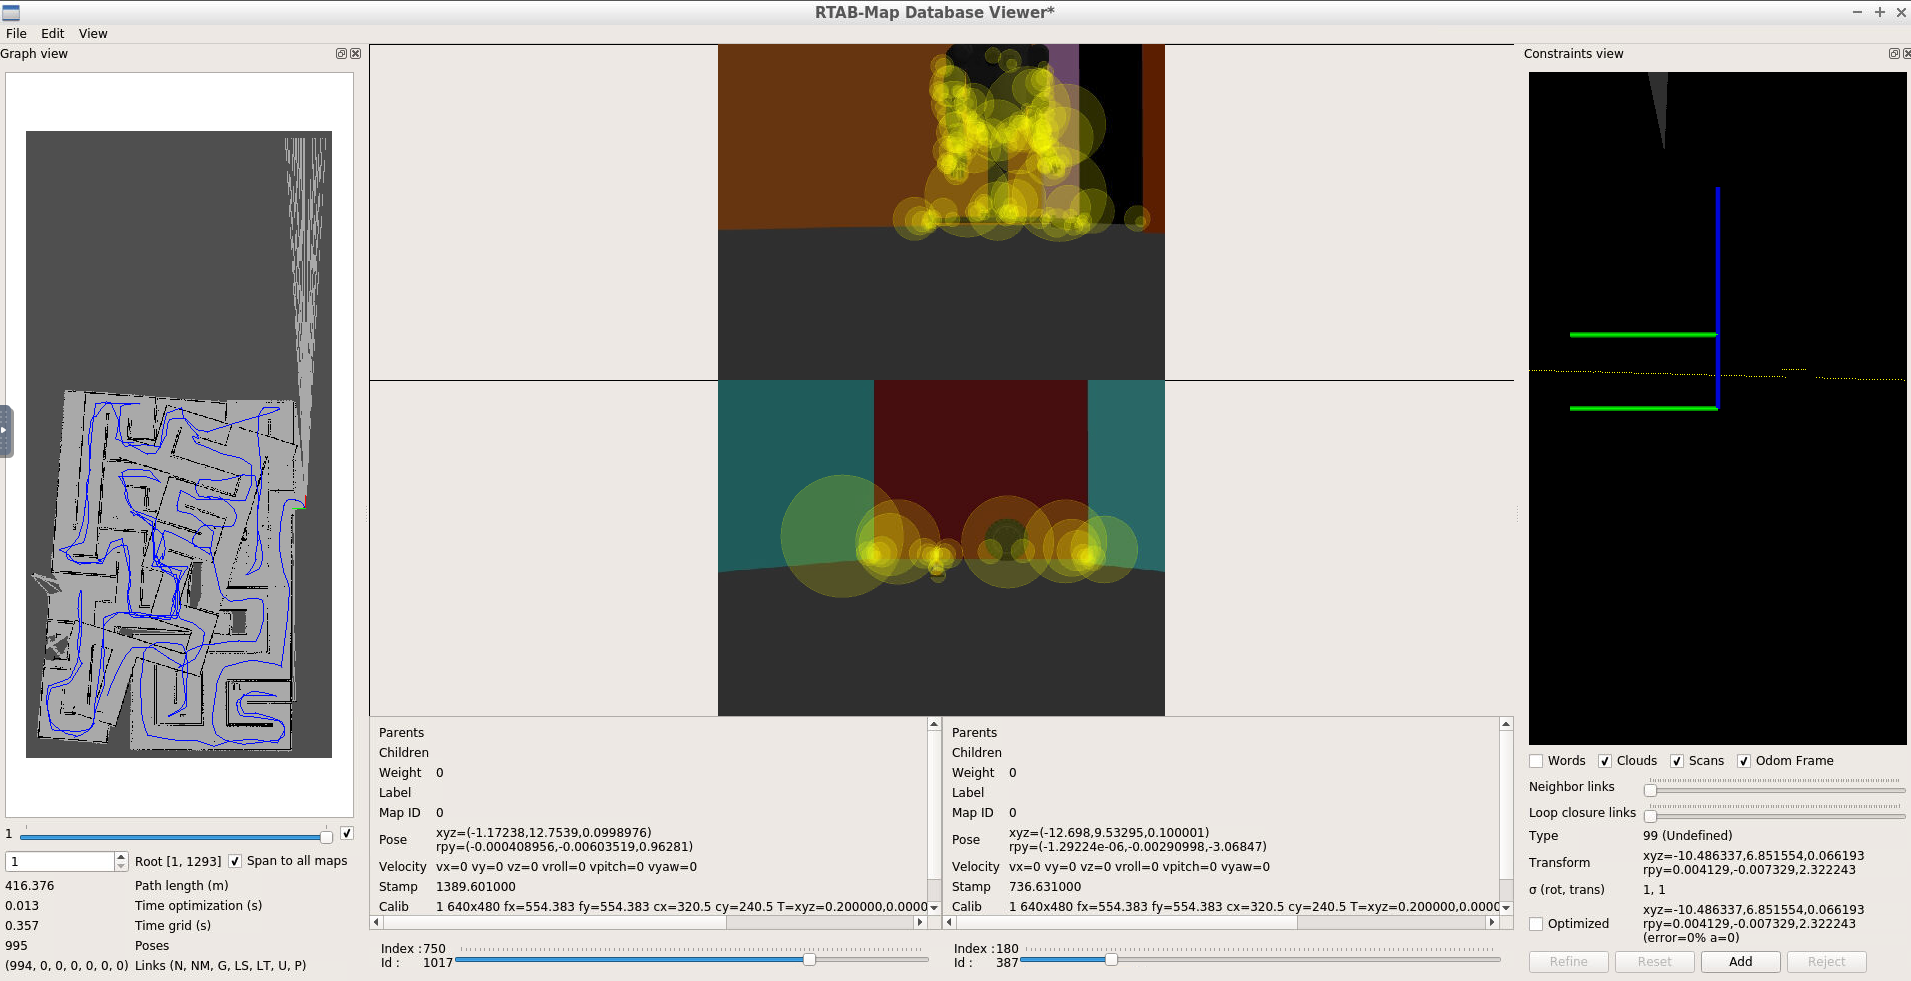 RTAB-Map Database Viewer*
File Edit View
Graph view
Constraints view
1
1 Root [1, 1293] Span to all maps
416.376 Path length (m)
0.013 Time optimization (s)
0.357 Time grid (s)
995 Poses
(994, 0, 0, 0, 0, 0, 0) Links (N, NM, G, LS, LT, U, P)
Parents
Children
Weight 0
Label
Map ID 0
Pose xyz=(-1.17238,12.7539,0.0998976)
rpy=(-0.000408956,-0.00603519,0.96281)
Velocity vx=0 vy=0 vz=0 vroll=0 vpitch=0 vyaw=0
Stamp 1389.601000
Calib 1 640x480 fx=554.383 fy=554.383 cx=320.5 cy=240.5 T=xyz=0.200000,0.0000
Index : 750
Id : 1017
Parents
Children
Weight 0
Label
Map ID 0
Pose xyz=(-12.698,9.53295,0.100001)
rpy=(-1.29224e-06,-0.00290998,-3.06847)
Velocity vx=0 vy=0 vz=0 vroll=0 vpitch=0 vyaw=0
Stamp 736.631000
Calib 1 640x480 fx=554.383 fy=554.383 cx=320.5 cy=240.5 T=xyz=0.200000,0.0000
Index : 180
Id : 387
Words Clouds Scans Odom Frame
Neighbor links
Loop closure links
Type 99 (Undefined)
Transform xyz=-10.486337,6.851554,0.066193
rpy=0.004129,-0.007329,2.322243
σ (rot, trans) 1, 1
Optimized xyz=-10.486337,6.851554,0.066193
rpy=0.004129,-0.007329,2.322243
(error=0% a=0)
Refine Reset Add Reject